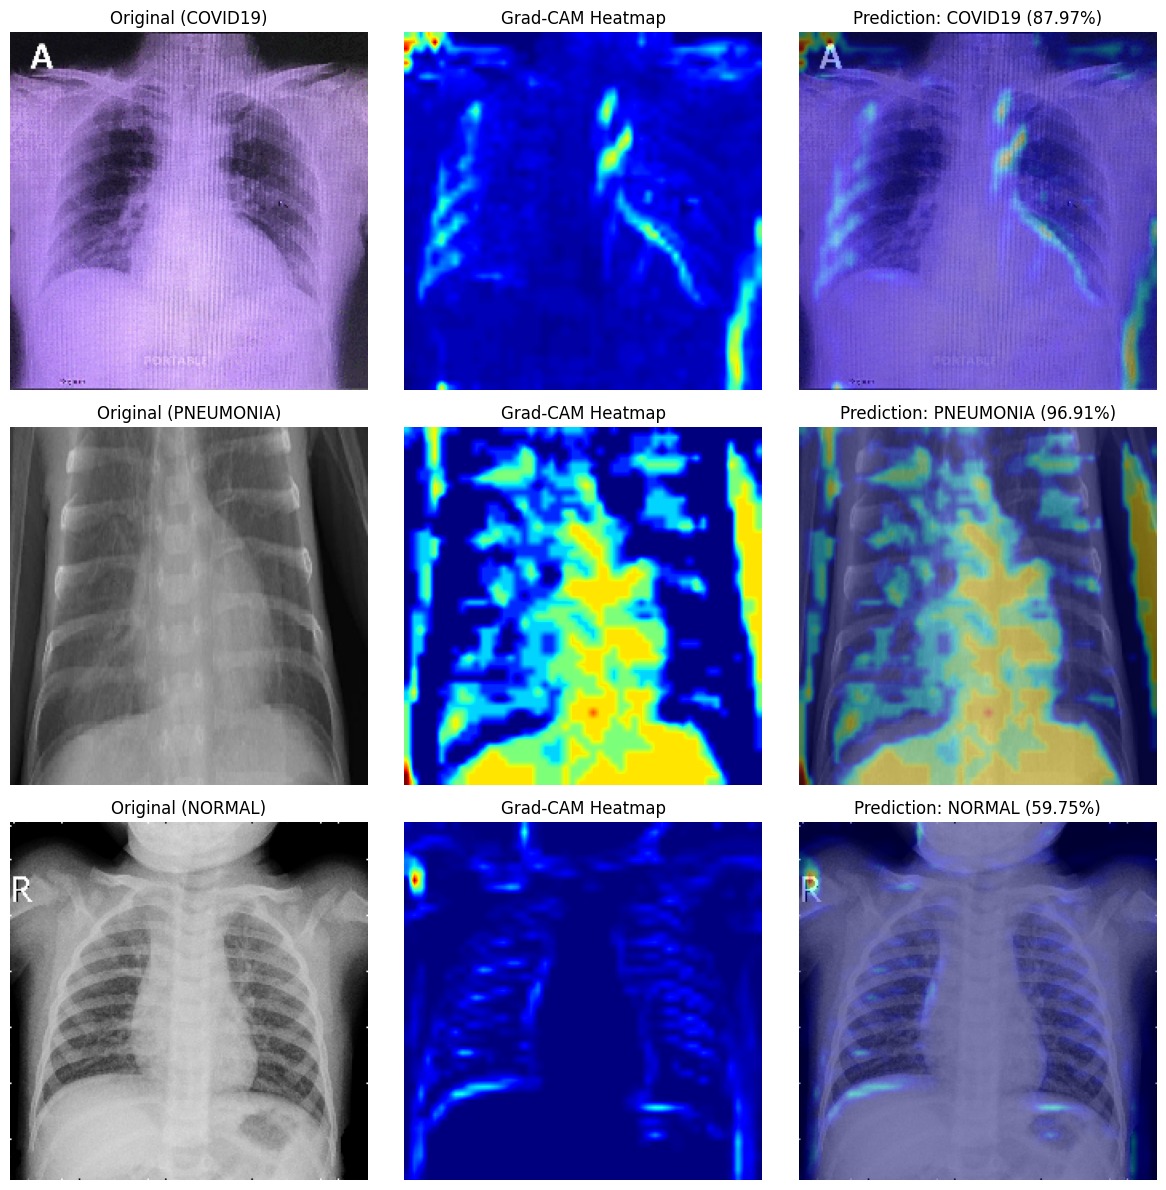 Original (COVID19)
Grad-CAM Heatmap
Prediction: COVID19 (87.97%)
A
A
PORTABLE
PORTABLE
Original (PNEUMONIA)
Grad-CAM Heatmap
Prediction: PNEUMONIA (96.91%)
Original (NORMAL)
Grad-CAM Heatmap
Prediction: NORMAL (59.75%)
R
R